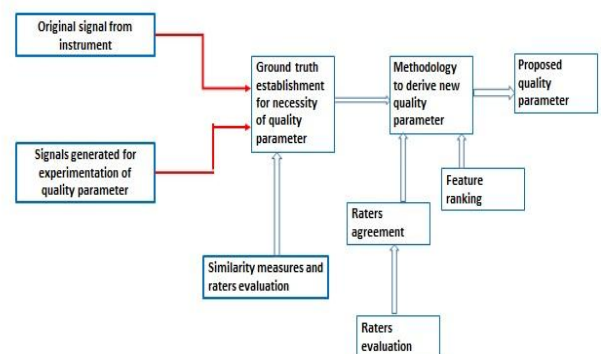 Original signal from
instrument
Ground truth
establishment
for necessity
of quality
parameter
Methodology
to derive new
quality
parameter
Proposed
quality
parameter
Signals generated for
experimentation of
quality parameter
Feature
ranking
Raters
agreement
Similarity measures and
raters evaluation
Raters
evaluation